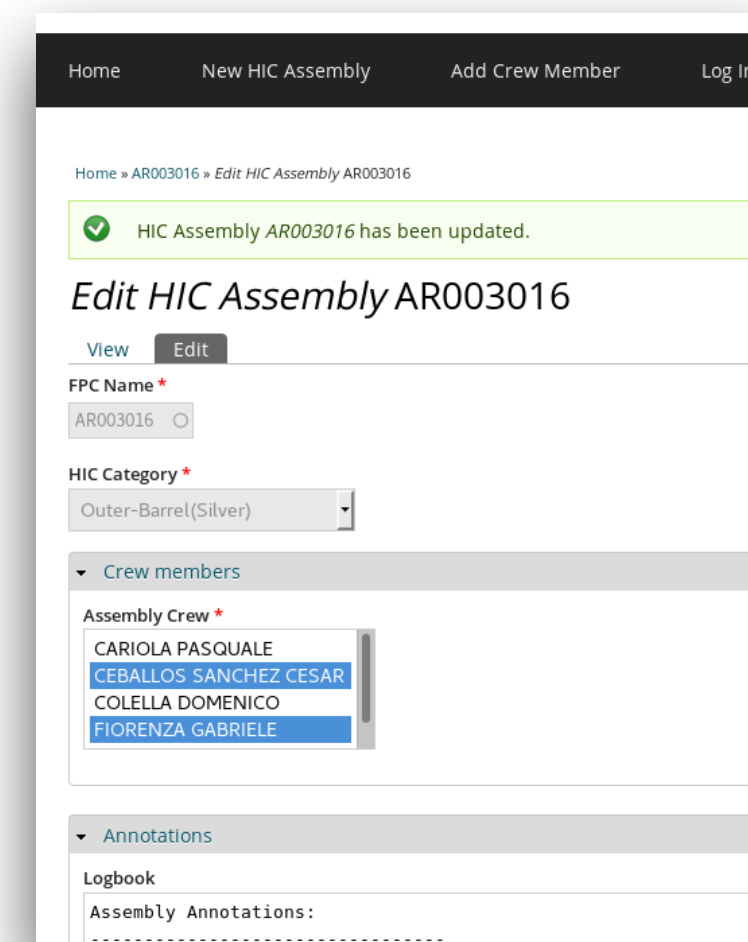 Home New HIC Assembly Add Crew Member Log
Home » AR003016 » Edit HIC Assembly AR003016
HIC Assembly AR003016 has been updated.
Edit HIC Assembly AR003016
View Edit
FPC Name *
AR003016
HIC Category *
Outer-Barrel(Silver)
Crew members
Assembly Crew *
CARIOLA PASQUALE
CEBALLOS SANCHEZ CESAR
COLELLA DOMENICO
FIORENZA GABRIELE
Annotations
Logbook
Assembly Annotations:
---------------------------------